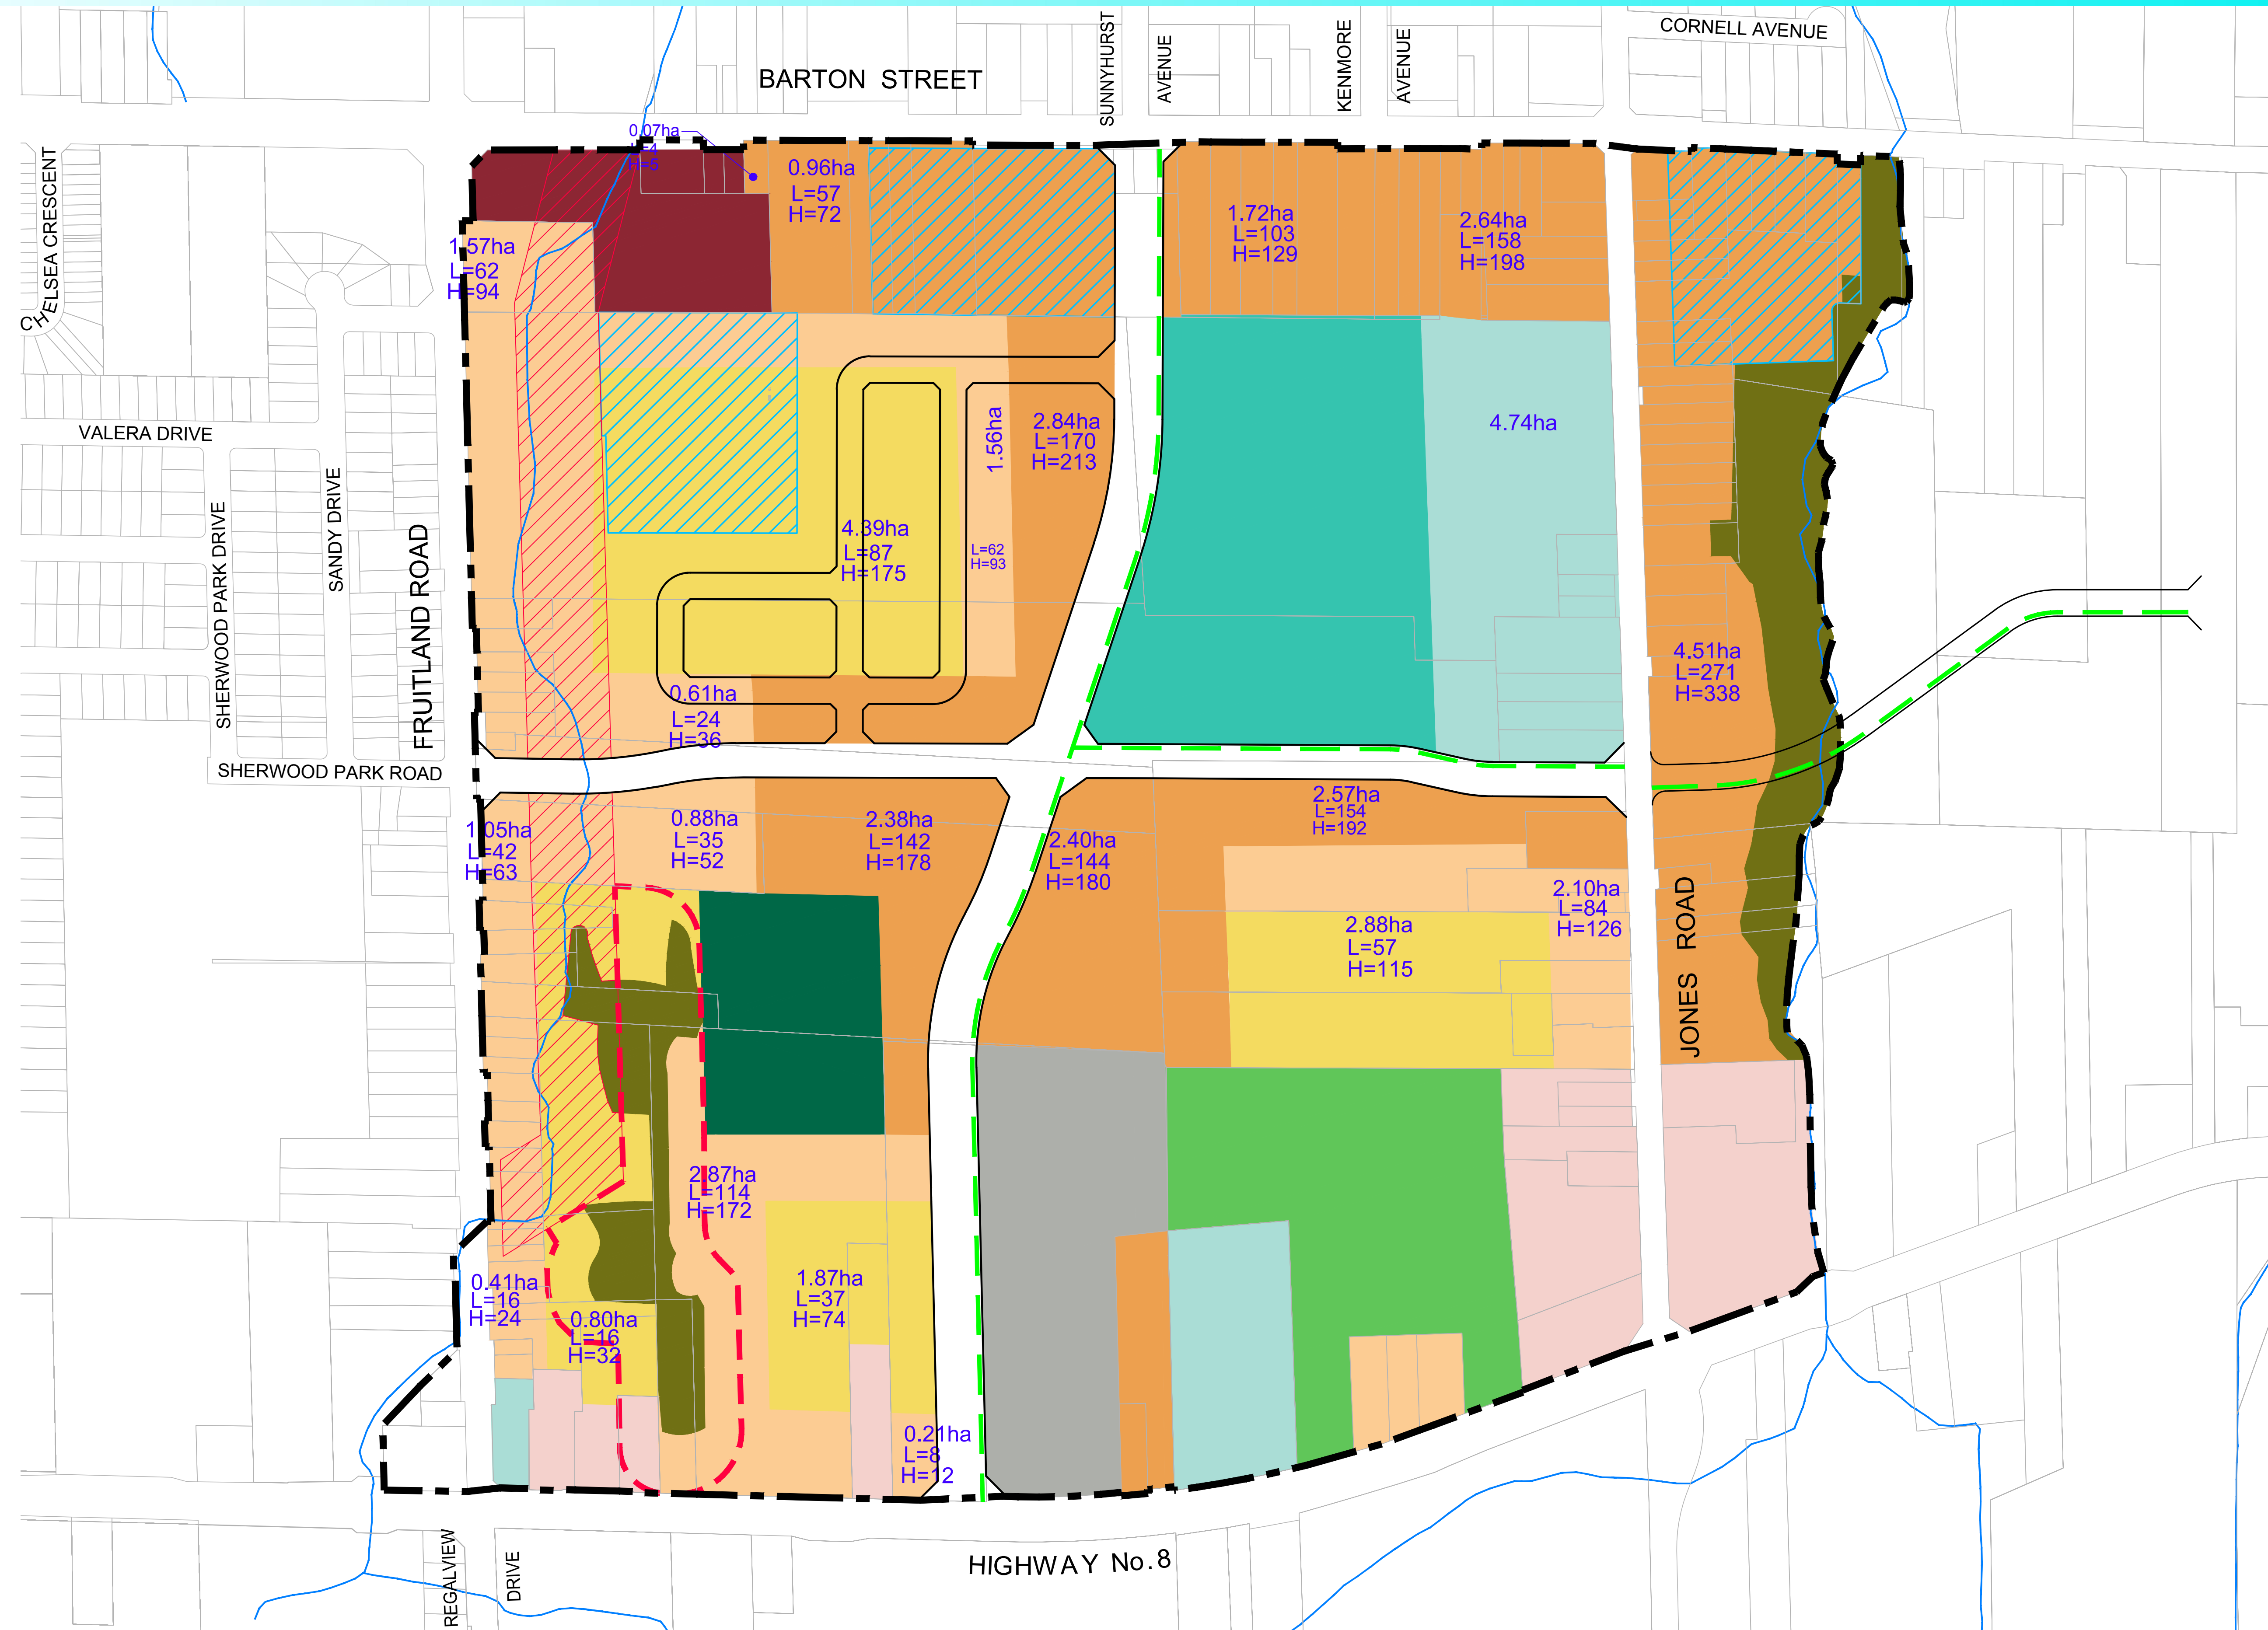 CORNELL AVENUE
BARTON STREET
SUNNYHURST
AVENUE
KENMORE
AVENUE
CHELSEA CRESCENT
0.07ha
L=4
H=5
0.96ha
L=57
H=72
1.57ha
L=62
H=94
1.72ha
L=103
H=129
2.64ha
L=158
H=198
VALERA DRIVE
SHERWOOD PARK DRIVE
SANDY DRIVE
FRUITLAND ROAD
1.56ha
L=62
H=93
2.84ha
L=170
H=213
4.74ha
4.39ha
L=87
H=175
0.61ha
L=24
H=36
4.51ha
L=271
H=338
SHERWOOD PARK ROAD
1.05ha
L=42
H=63
0.88ha
L=35
H=52
2.38ha
L=142
H=178
2.40ha
L=144
H=180
2.57ha
L=154
H=192
2.10ha
L=84
H=126
2.88ha
L=57
H=115
JONES ROAD
2.87ha
L=114
H=172
0.41ha
L=16
H=24
0.80ha
L=16
H=32
1.87ha
L=37
H=74
0.21ha
L=8
H=12
REGALVIEW
DRIVE
HIGHWAY No.8